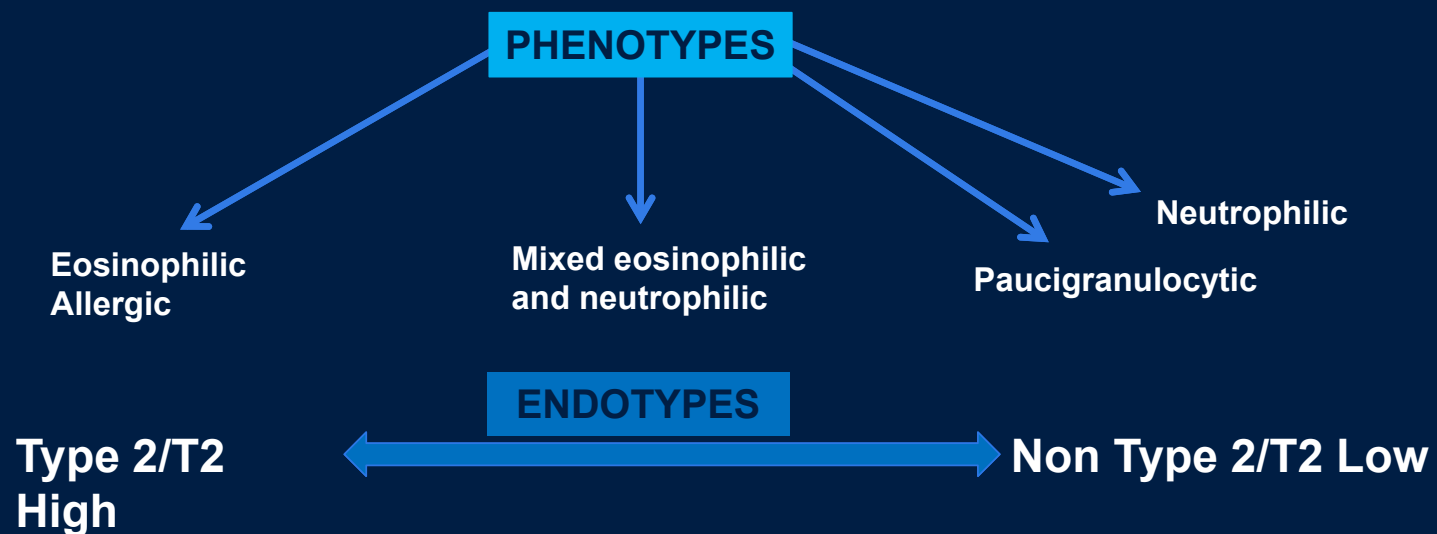 PHENOTYPES
Eosinophilic
Allergic
Mixed eosinophilic
and neutrophilic
Neutrophilic
Paucigranulocytic
ENDOTYPES
Type 2/T2
High
Non Type 2/T2 Low